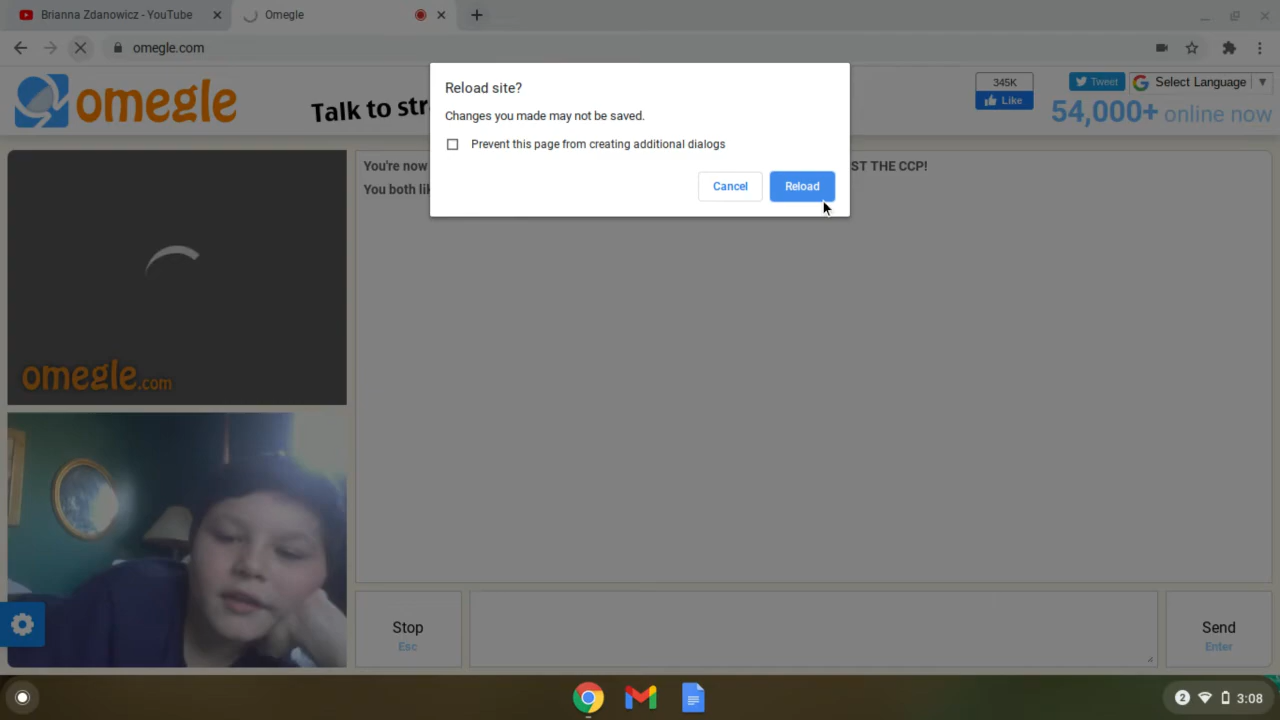 Brianna Zdanowicz - YouTube
Omegle
omegle.com
Reload site?
Changes you made may not be saved.
Prevent this page from creating additional dialogs
Cancel
Reload
omegle
Talk to str
345K
Like
Tweet
Select Language
54,000+ online now
You're now
ST THE CCP!
You both lik
omegle.com
Stop
Esc
Send
Enter
2
3:08